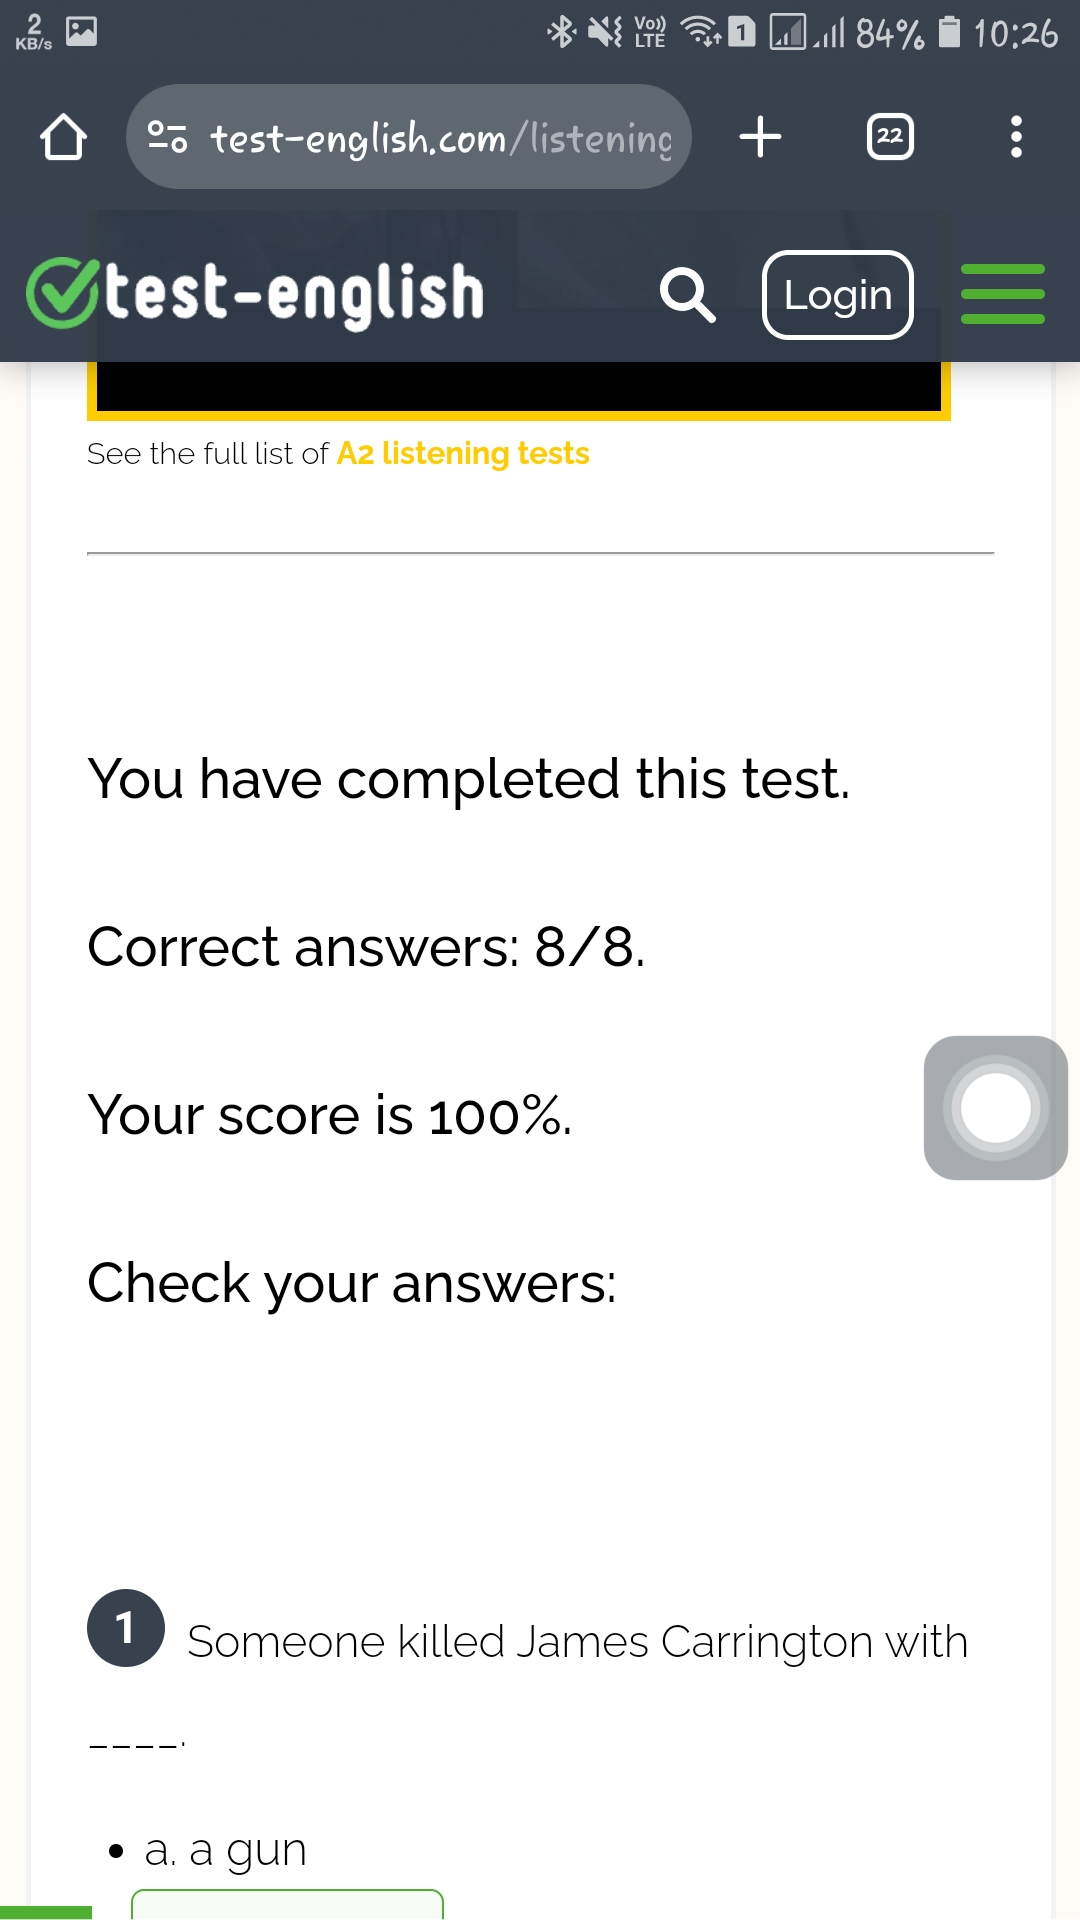 2
KB/s
Vo))
LTE
1
84%
10:26
test-english.com/listening
22
test-english
Login
See the full list of A2 listening tests
You have completed this test.
Correct answers: 8/8.
Your score is 100%.
Check your answers:
1 Someone killed James Carrington with
____.
• a. a gun